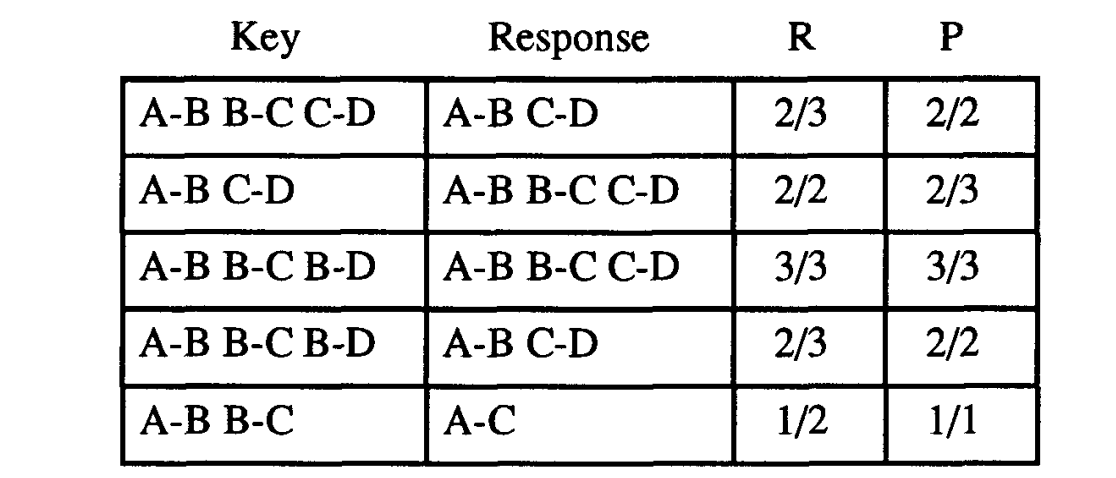 Key Response R P
A-B B-C C-D A-B C-D 2/3 2/2
A-B C-D A-B B-C C-D 2/2 2/3
A-B B-C B-D A-B B-C C-D 3/3 3/3
A-B B-C B-D A-B C-D 2/3 2/2
A-B B-C A-C 1/2 1/1